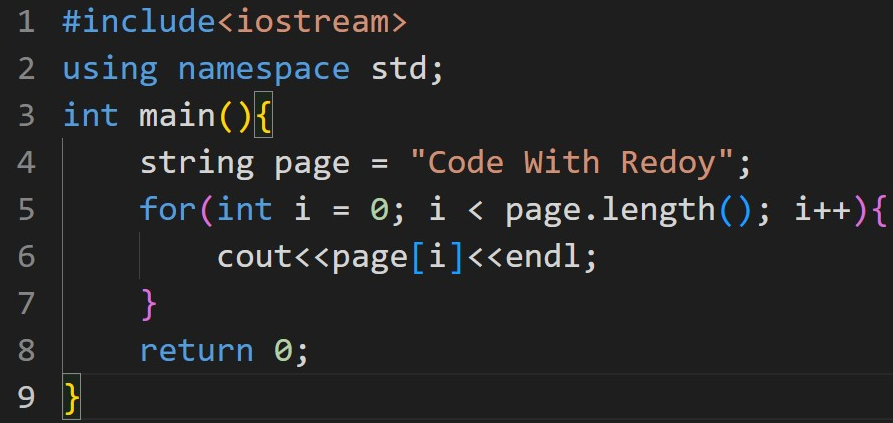 1 #include<iostream>
2 using namespace std;
3 int main(){
4     string page = "Code With Redoy";
5     for(int i = 0; i < page.length(); i++){
6         cout<<page[i]<<endl;
7     }
8     return 0;
9 }